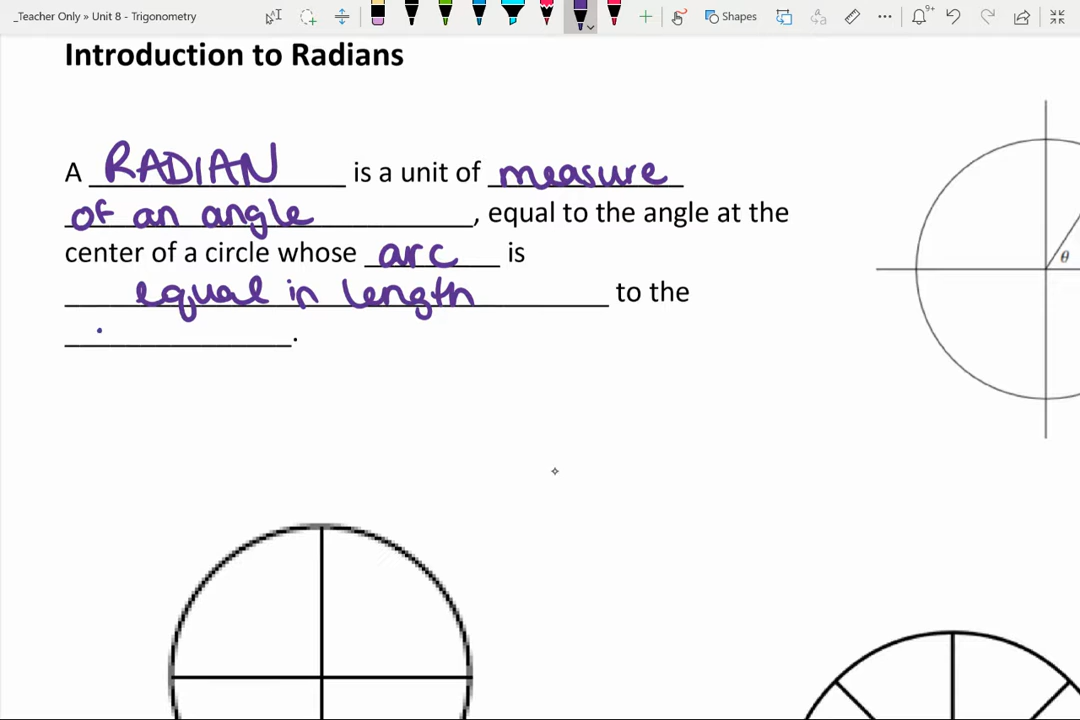 _Teacher Only » Unit 8 - Trigonometry
Shapes
9+
Introduction to Radians
A RADIAN is a unit of measure
of an angle, equal to the angle at the
center of a circle whose arc is
equal in length to the
.
θ